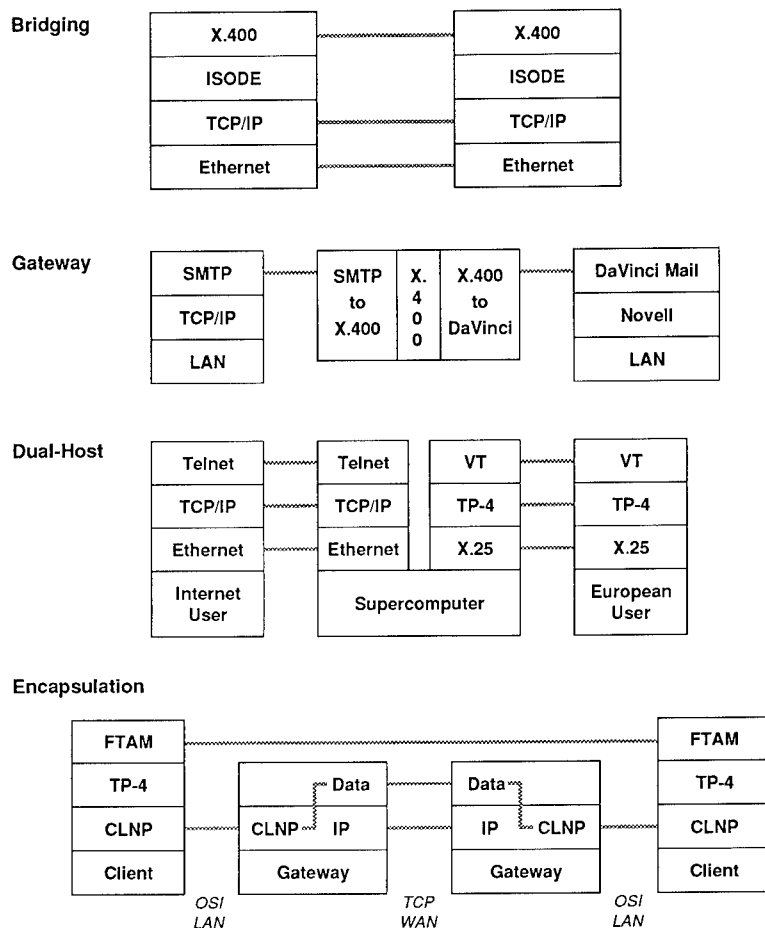 Bridging
X.400 X.400
ISODE ISODE
TCP/IP TCP/IP
Ethernet Ethernet
Gateway
SMTP SMTP X. X.400 DaVinci Mail
to 4 to
TCP/IP X.400 0 DaVinci Novell
0
LAN LAN
Dual-Host
Telnet Telnet VT VT
TCP/IP TCP/IP TP-4 TP-4
Ethernet Ethernet X.25 X.25
Internet Supercomputer European
User User
Encapsulation
FTAM FTAM
TP-4 Data Data TP-4
CLNP CLNP IP IP CLNP CLNP
Client Gateway Gateway Client
OSI TCP OSI
LAN WAN LAN